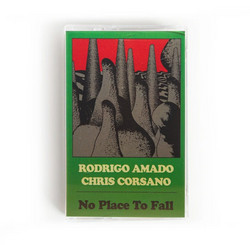 RODRIGO AMADO
CHRIS CORSANO
No Place To Fall